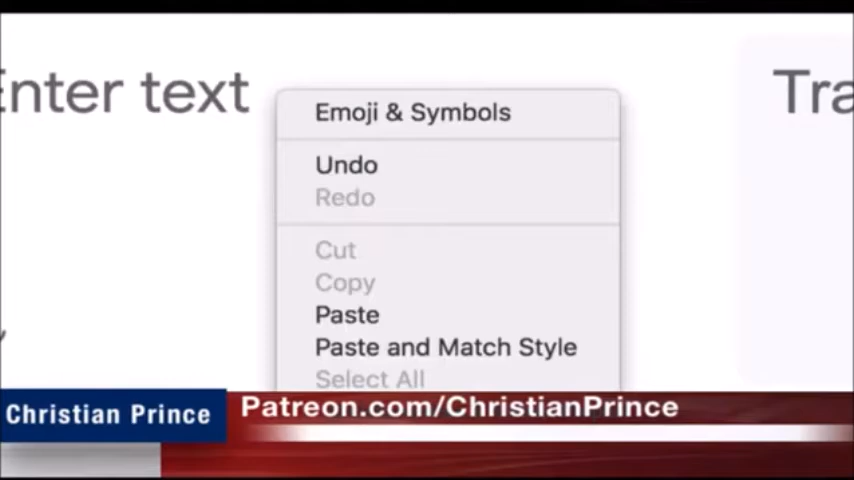 Enter text
Tra
Emoji & Symbols
Undo
Redo
Cut
Copy
Paste
Paste and Match Style
Select All
Christian Prince
Patreon.com/ChristianPrince